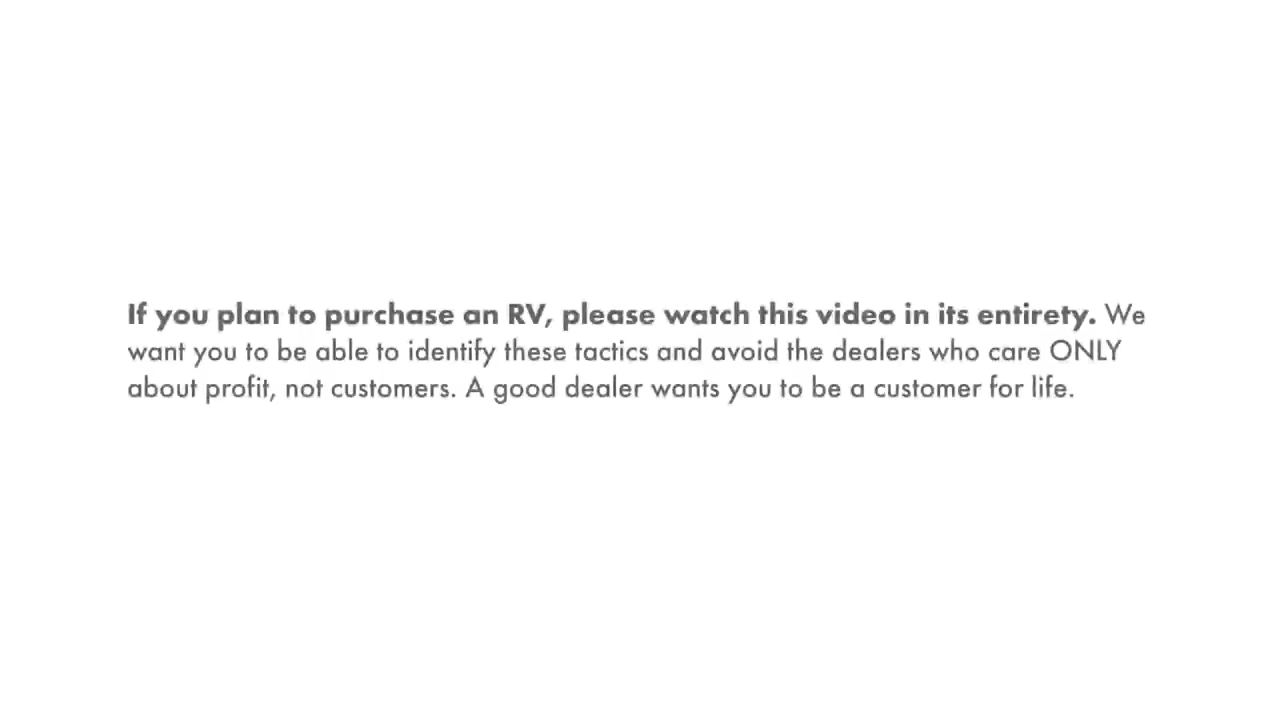 If you plan to purchase an RV, please watch this video in its entirety. We
want you to be able to identify these tactics and avoid the dealers who care ONLY
about profit, not customers. A good dealer wants you to be a customer for life.